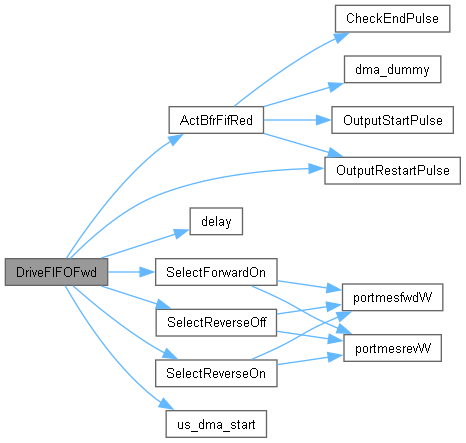 CheckEndPulse
dma_dummy
ActBfrFifRed
OutputStartPulse
OutputRestartPulse
delay
DriveFIFOFwd
SelectForwardOn
portmesfwdW
SelectReverseOff
portmesrevW
SelectReverseOn
us_dma_start